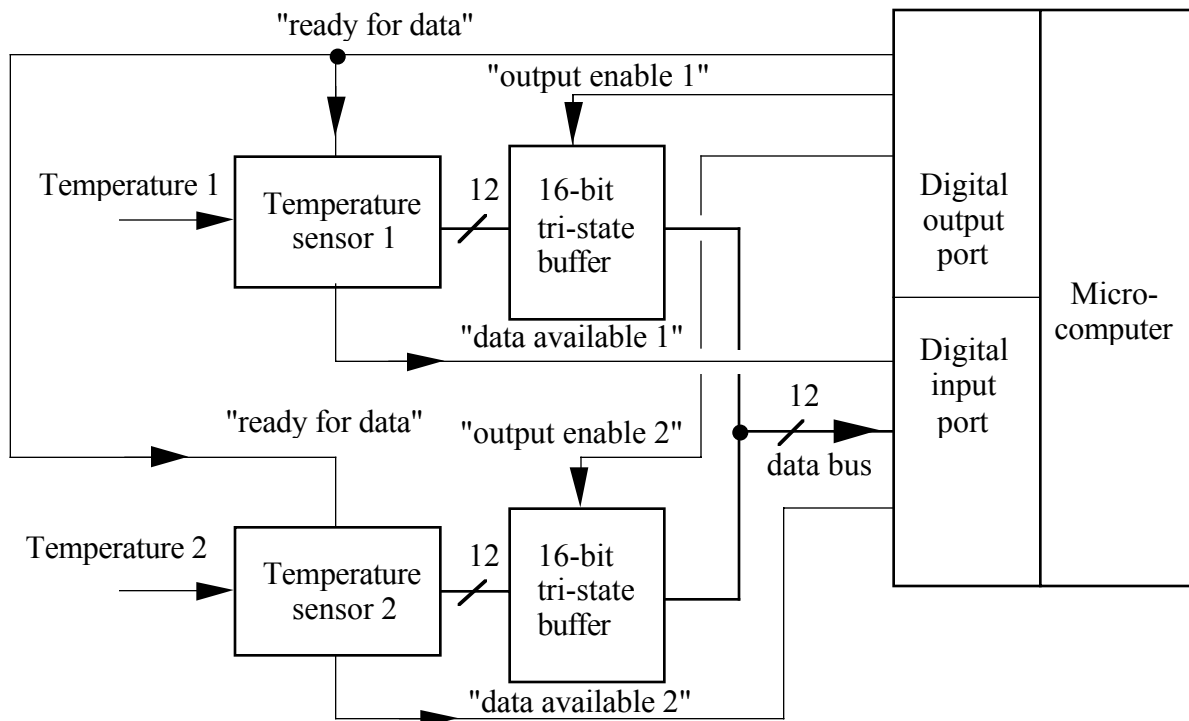 "ready for data"
"output enable 1"
Temperature 1
Temperature
sensor 1
12
16-bit
tri-state
buffer
Digital
output
port
Micro-
computer
"data available 1"
Digital
input
port
"ready for data"
12
"output enable 2"
12
data bus
Temperature 2
Temperature
sensor 2
16-bit
tri-state
buffer
"data available 2"